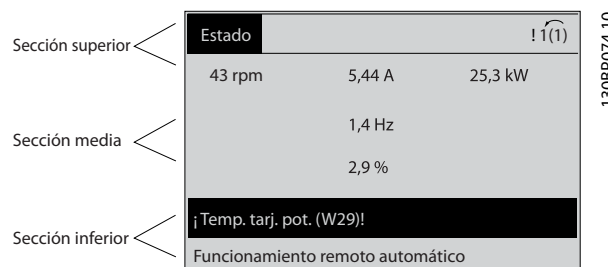 Sección superior
Estado
! 1(1)
43 rpm 5,44 A 25,3 kW
Sección media
1,4 Hz
2,9 %
Sección inferior
¡Temp. tarj. pot. (W29)!
Funcionamiento remoto automático
130BP074.10